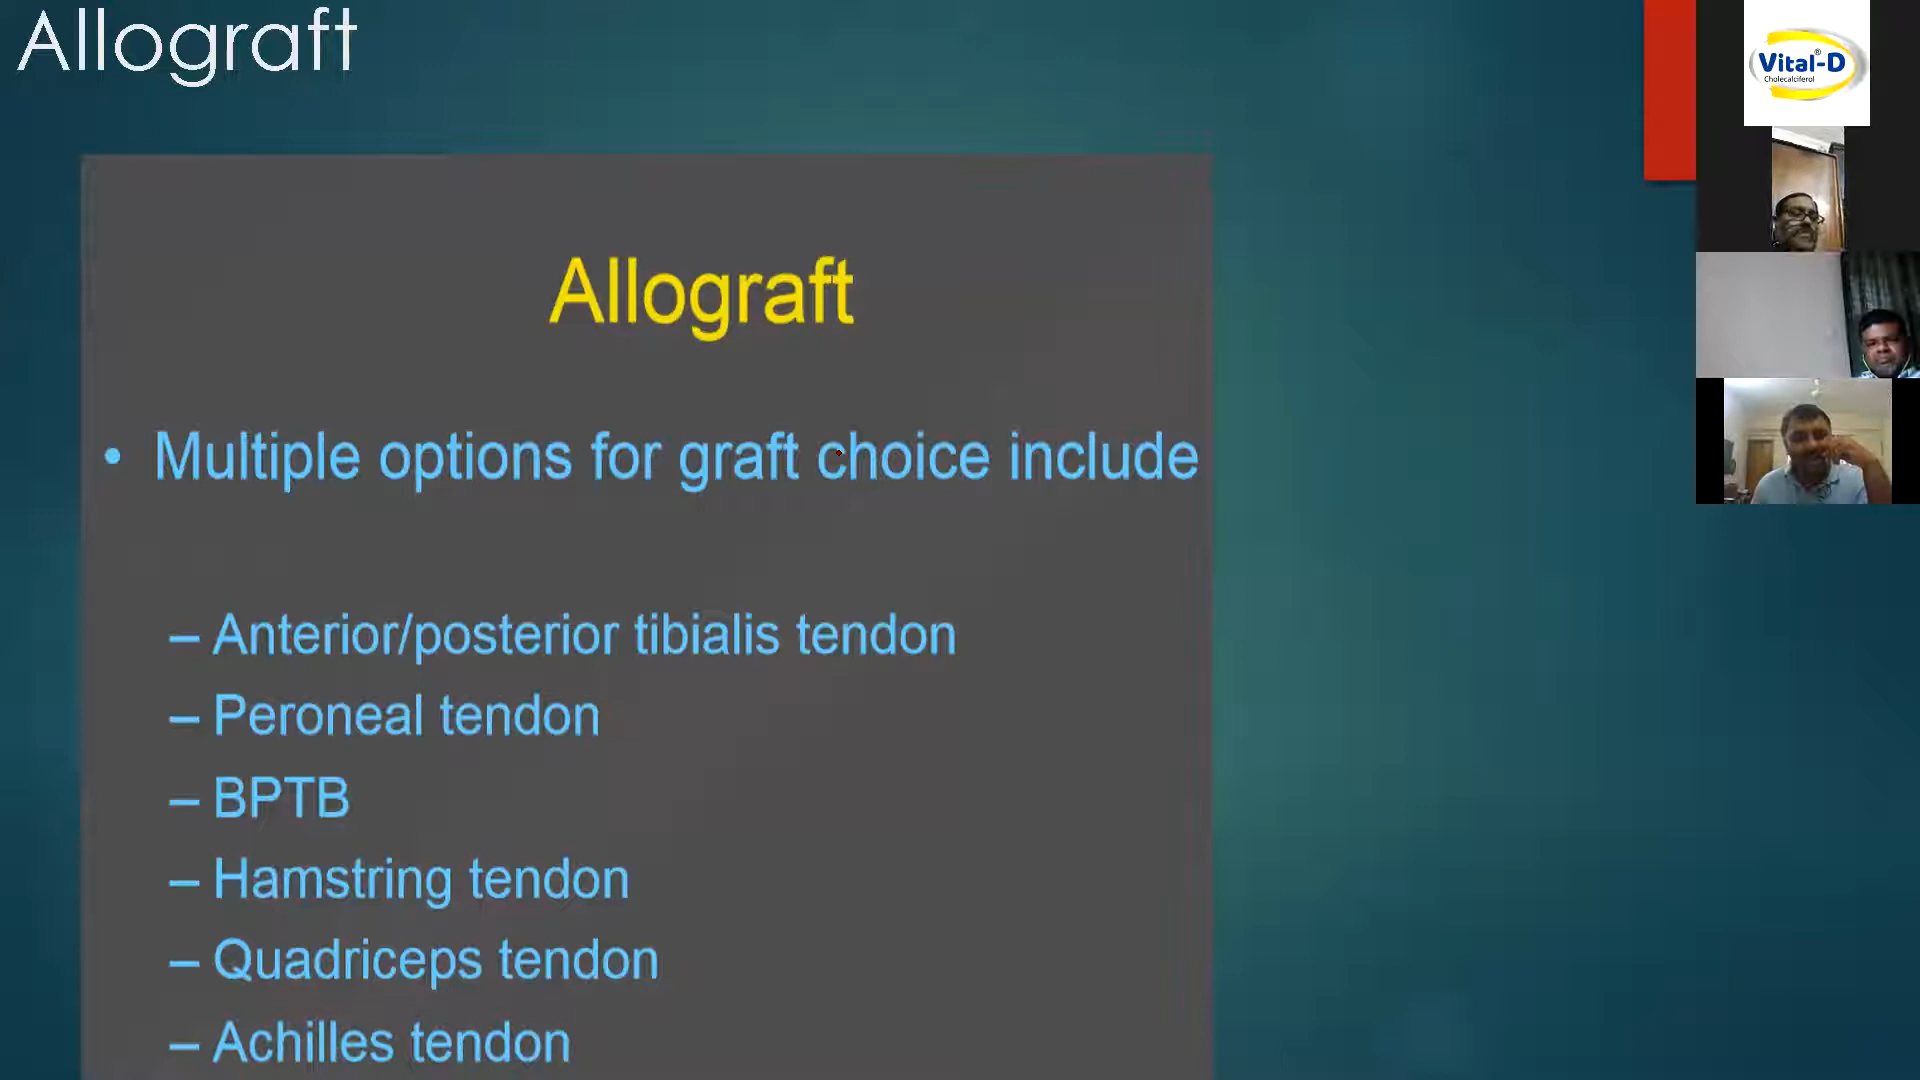 Allograft
Vital-D®
Cholecalciferol
Allograft
• Multiple options for graft choice include
– Anterior/posterior tibialis tendon
– Peroneal tendon
– BPTB
– Hamstring tendon
– Quadriceps tendon
– Achilles tendon